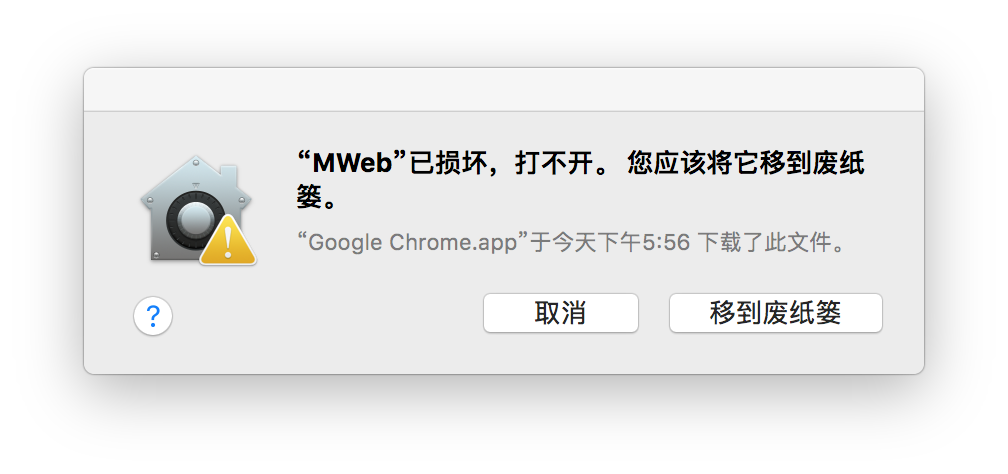 “MWeb”已损坏，打不开。 您应该将它移到废纸
篓。
“Google Chrome.app”于今天下午5:56 下载了此文件。
?
取消
移到废纸篓